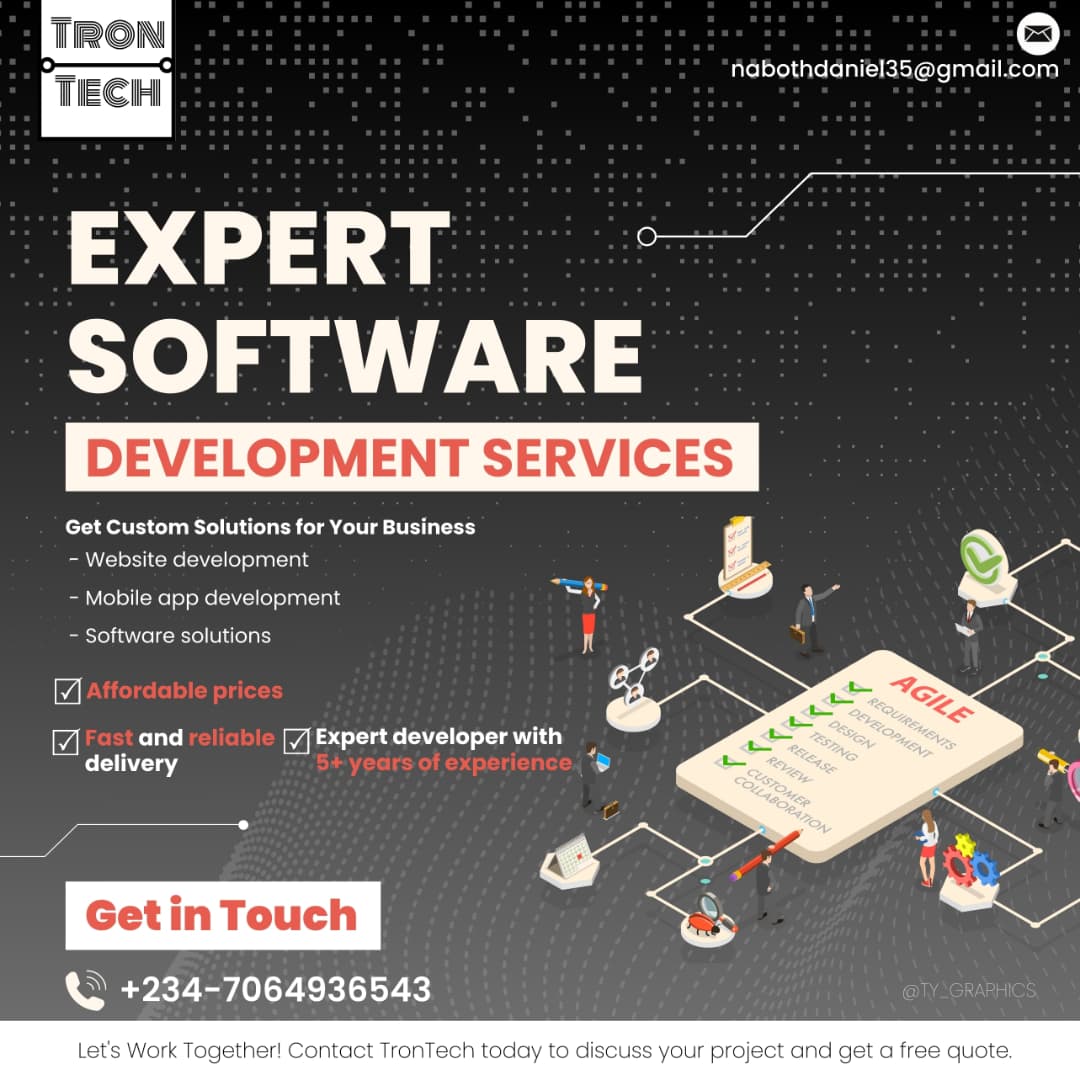 TRON
TECH
nabothdaniel35@gmail.com
EXPERT
SOFTWARE
DEVELOPMENT SERVICES
Get Custom Solutions for Your Business
- Website development
- Mobile app development
- Software solutions
Affordable prices
Fast and reliable
delivery
Expert developer with
5+ years of experience
AGILE
REQUIREMENTS
DEVELOPMENT
DESIGN
TESTING
RELEASE
REVIEW
CUSTOMER
COLLABORATION
Get in Touch
+234-7064936543
@TY_GRAPHICS
Let's Work Together! Contact TronTech today to discuss your project and get a free quote.